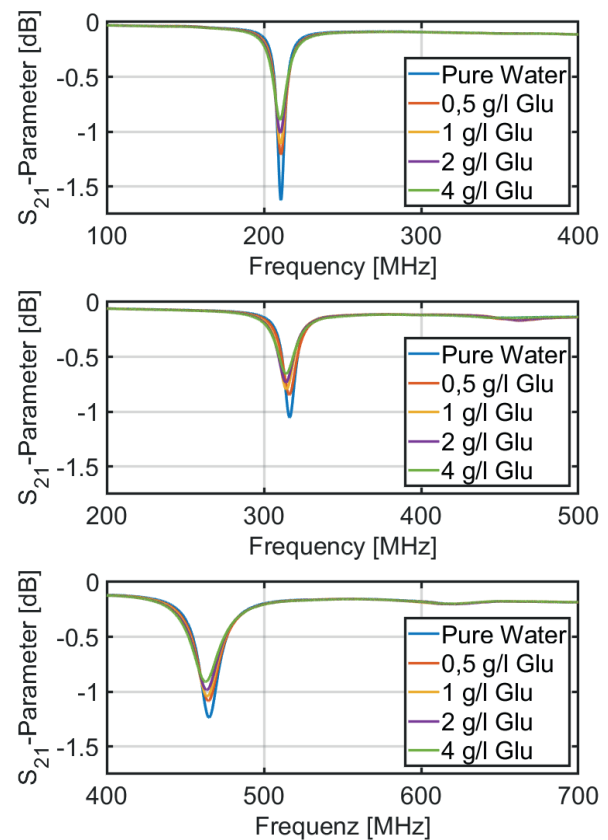 0
-0.5
-1
-1.5
S21-Parameter [dB]
Pure Water
0,5 g/l Glu
1 g/l Glu
2 g/l Glu
4 g/l Glu
100 200 300 400
Frequency [MHz]
0
-0.5
-1
-1.5
S21-Parameter [dB]
Pure Water
0,5 g/l Glu
1 g/l Glu
2 g/l Glu
4 g/l Glu
200 300 400 500
Frequency [MHz]
0
-0.5
-1
-1.5
S21-Parameter [dB]
Pure Water
0,5 g/l Glu
1 g/l Glu
2 g/l Glu
4 g/l Glu
400 500 600 700
Frequenz [MHz]